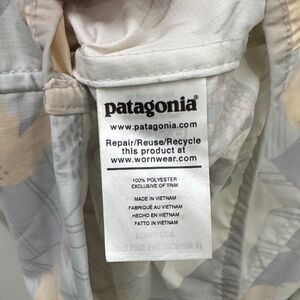 patagonia®
www.patagonia.com
Repair/Reuse/Recycle
this product at
www.wornwear.com
100% POLYESTER
EXCLUSIVE OF TRIM
MADE IN VIETNAM
FABRIQUÉ AU VIETNAM
HECHO EN VIETNAM
FATTO IN VIETNAM